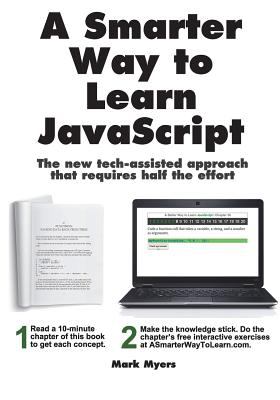 A Smarter
Way to
Learn
JavaScript
The new tech-assisted approach
that requires half the effort
1 Read a 10-minute
chapter of this book
to get each concept.
2 Make the knowledge stick. Do the
chapter's free interactive exercises
at ASmarterWayToLearn.com.
Mark Myers